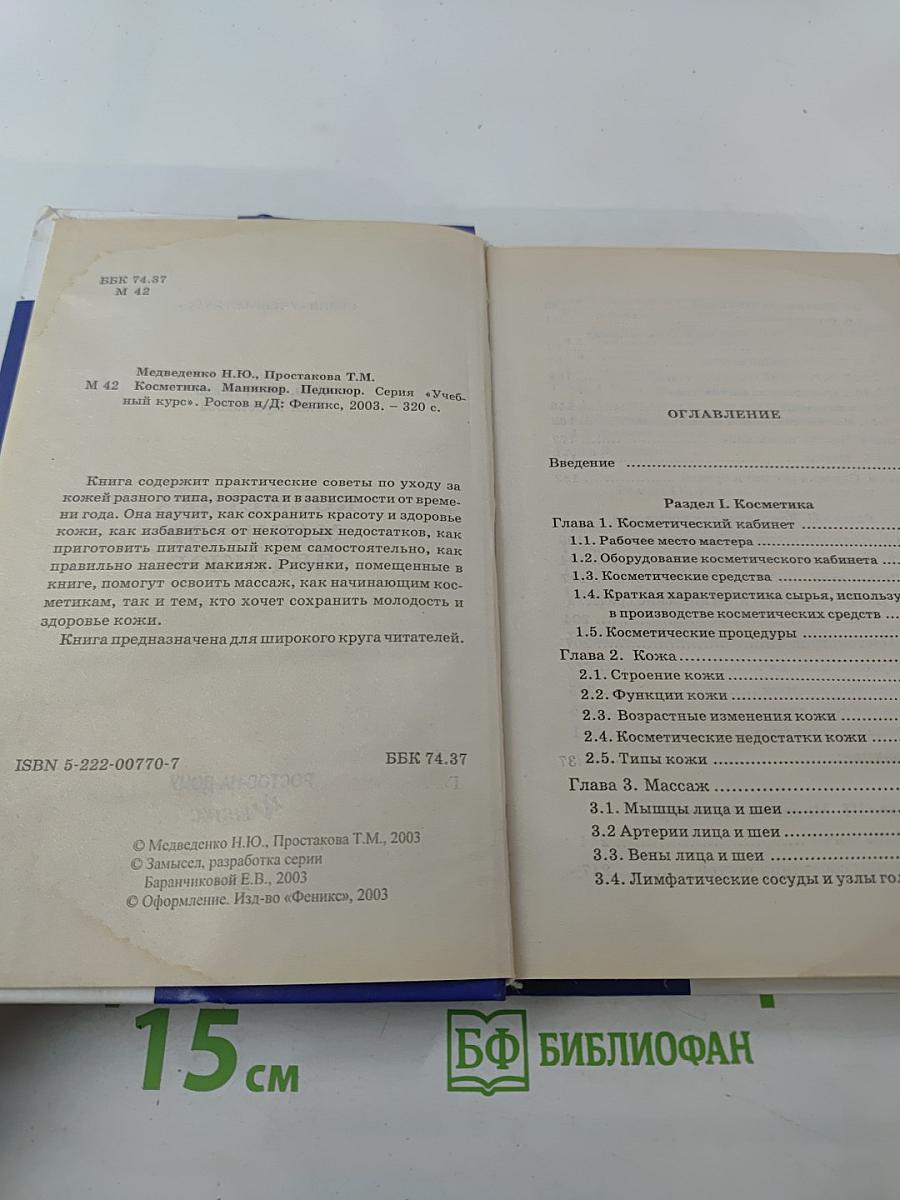 ББК 74.37
М 42
Медведенко Н.Ю., Простакова Т.М.
М 42 Косметика. Маникюр. Педикюр. Серия «Учеб-
ный курс». Ростов н/Д: Феникс, 2003. – 320 с.
Книга содержит практические советы по уходу за
кожей разного типа, возраста и в зависимости от време-
ни года. Она научит, как сохранить красоту и здоровье
кожи, как избавиться от некоторых недостатков, как
приготовить питательный крем самостоятельно, как
правильно нанести макияж. Рисунки, помещенные в
книге, помогут освоить массаж, как начинающим кос-
метикам, так и тем, кто хочет сохранить молодость и
здоровье кожи.
Книга предназначена для широкого круга читателей.
ISBN 5-222-00770-7
ББК 74.37
© Медведенко Н.Ю., Простакова Т.М., 2003
© Замысел, разработка серии
Баранчиковой Е.В., 2003
© Оформление. Изд-во «Феникс», 2003
ОГЛАВЛЕНИЕ
Введение
Раздел I. Косметика
Глава 1. Косметический кабинет
1.1. Рабочее место мастера
1.2. Оборудование косметического кабинета
1.3. Косметические средства
1.4. Краткая характеристика сырья, использу
в производстве косметических средств
1.5. Косметические процедуры
Глава 2. Кожа
2.1. Строение кожи
2.2. Функции кожи
2.3. Возрастные изменения кожи
2.4. Косметические недостатки кожи
2.5. Типы кожи
Глава 3. Массаж
3.1. Мышцы лица и шеи
3.2 Артерии лица и шеи
3.3. Вены лица и шеи
3.4. Лимфатические сосуды и узлы гол
15 см
БФ БИБЛИОФАН